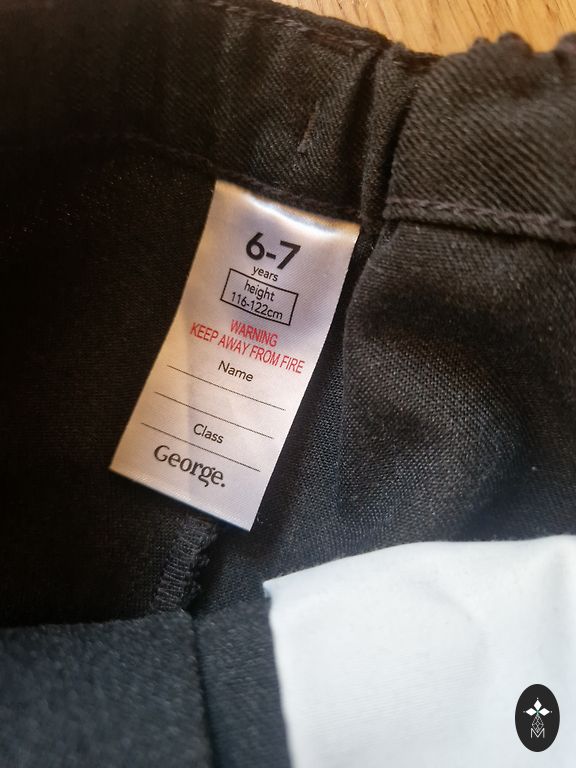 6-7
years
height
116-122cm
WARNING
KEEP AWAY FROM FIRE
Name
Class
George.
M